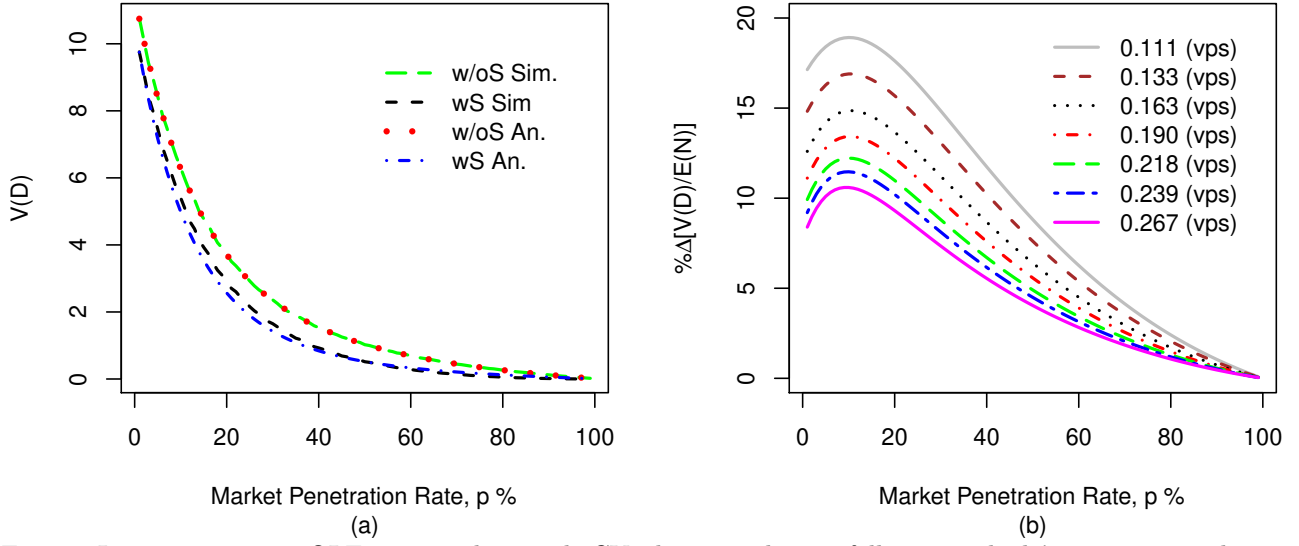 V(D)
10
8
6
4
2
0
w/oS Sim.
wS Sim
w/oS An.
wS An.
0 20 40 60 80 100
Market Penetration Rate, p %
(a)
%Δ[V(D)/E(N)]
20
15
10
5
0
0.111 (vps)
0.133 (vps)
0.163 (vps)
0.190 (vps)
0.218 (vps)
0.239 (vps)
0.267 (vps)
0 20 40 60 80 100
Market Penetration Rate, p %
(b)